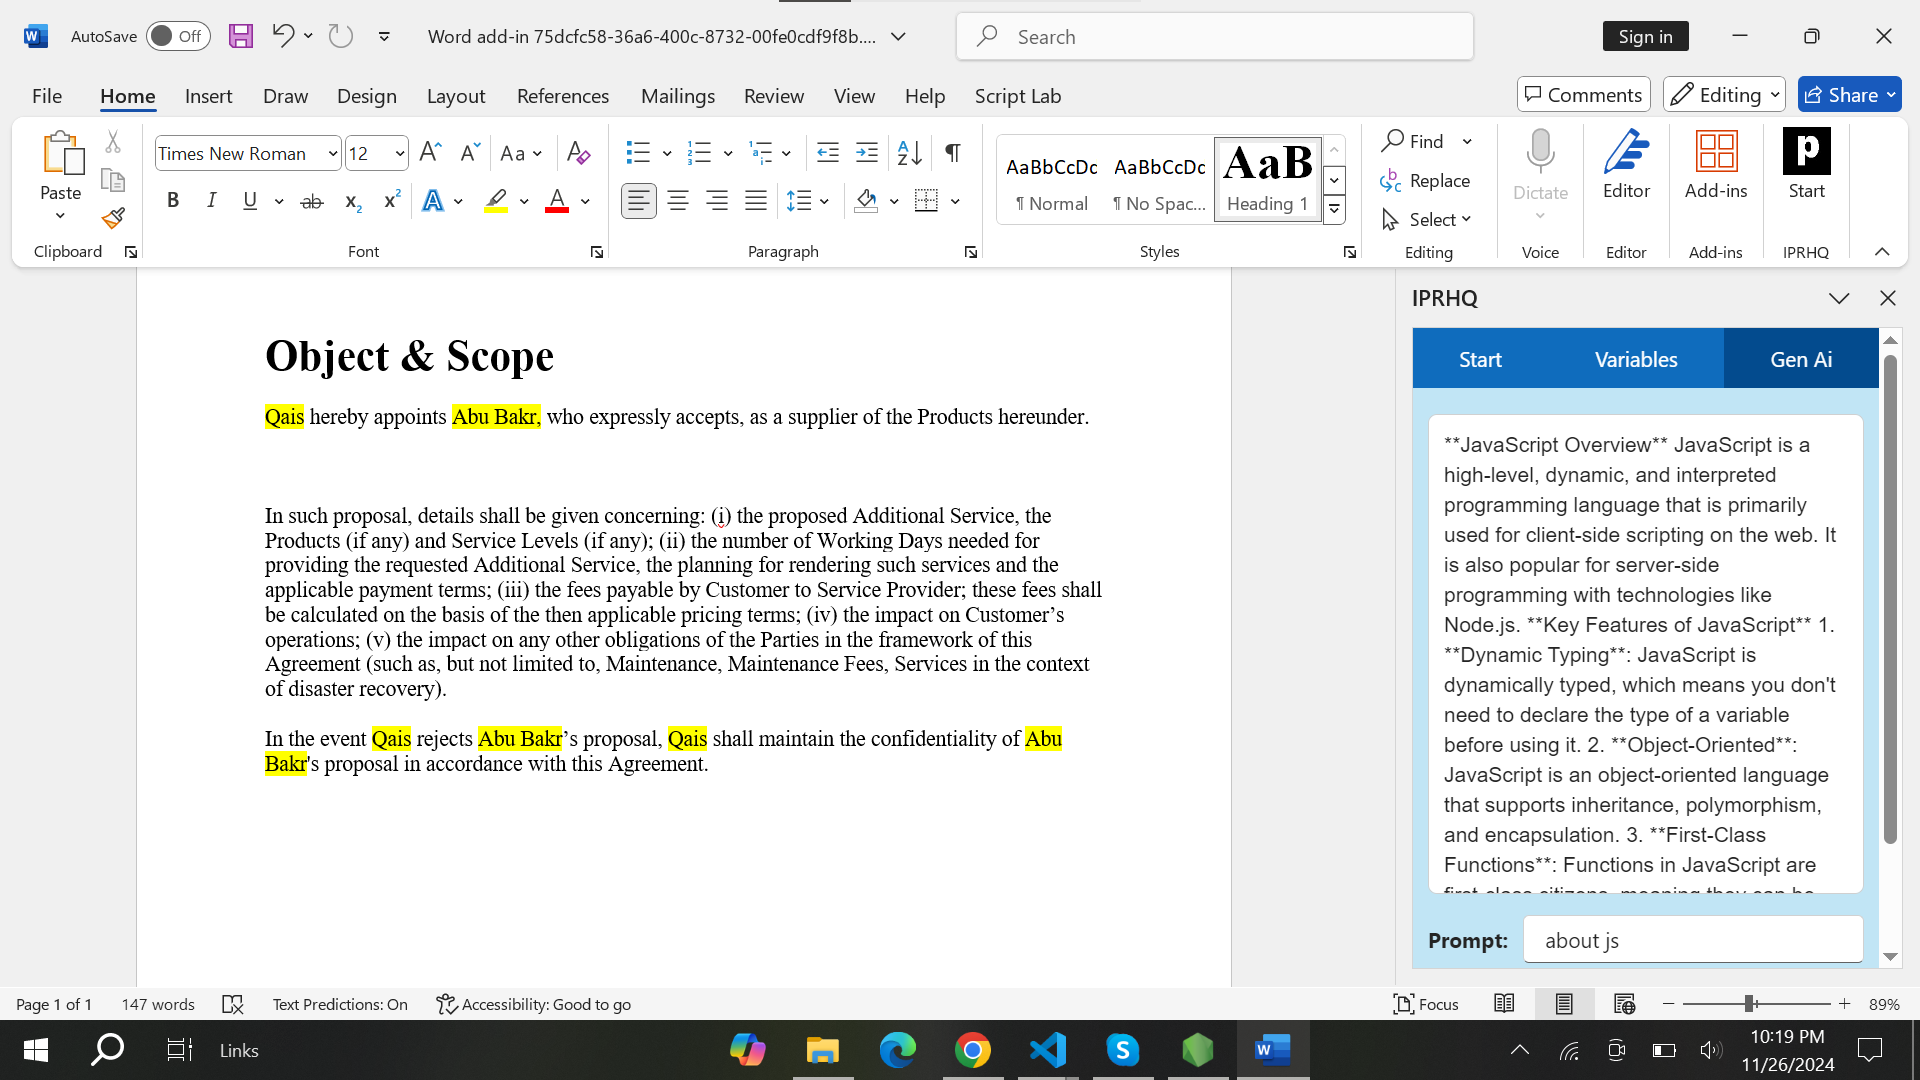 AutoSave Off Word add-in 75dcfc58-36a6-400c-8732-00fe0cdf9f8b.... Search Sign in
File Home Insert Draw Design Layout References Mailings Review View Help Script Lab Comments Editing Share
Paste
Clipboard
Times New Roman 12
Font
Paragraph
AaBbCcDc AaBbCcDc AaB
¶ Normal ¶ No Spac... Heading 1
Styles
Find
Replace
Select
Editing
Dictate
Voice
Editor
Editor
Add-ins
Add-ins
Start
IPRHQ
Object & Scope
Qais hereby appoints Abu Bakr, who expressly accepts, as a supplier of the Products hereunder.
In such proposal, details shall be given concerning: (i) the proposed Additional Service, the
Products (if any) and Service Levels (if any); (ii) the number of Working Days needed for
providing the requested Additional Service, the planning for rendering such services and the
applicable payment terms; (iii) the fees payable by Customer to Service Provider; these fees shall
be calculated on the basis of the then applicable pricing terms; (iv) the impact on Customer’s
operations; (v) the impact on any other obligations of the Parties in the framework of this
Agreement (such as, but not limited to, Maintenance, Maintenance Fees, Services in the context
of disaster recovery).
In the event Qais rejects Abu Bakr’s proposal, Qais shall maintain the confidentiality of Abu
Bakr's proposal in accordance with this Agreement.
IPRHQ
Start Variables Gen Ai
**JavaScript Overview** JavaScript is a
high-level, dynamic, and interpreted
programming language that is primarily
used for client-side scripting on the web. It
is also popular for server-side
programming with technologies like
Node.js. **Key Features of JavaScript** 1.
**Dynamic Typing**: JavaScript is
dynamically typed, which means you don't
need to declare the type of a variable
before using it. 2. **Object-Oriented**:
JavaScript is an object-oriented language
that supports inheritance, polymorphism,
and encapsulation. 3. **First-Class
Functions**: Functions in JavaScript are
first-class citizens, meaning they can be
Prompt: about js
Page 1 of 1 147 words Text Predictions: On Accessibility: Good to go Focus 89%
Links
10:19 PM
11/26/2024